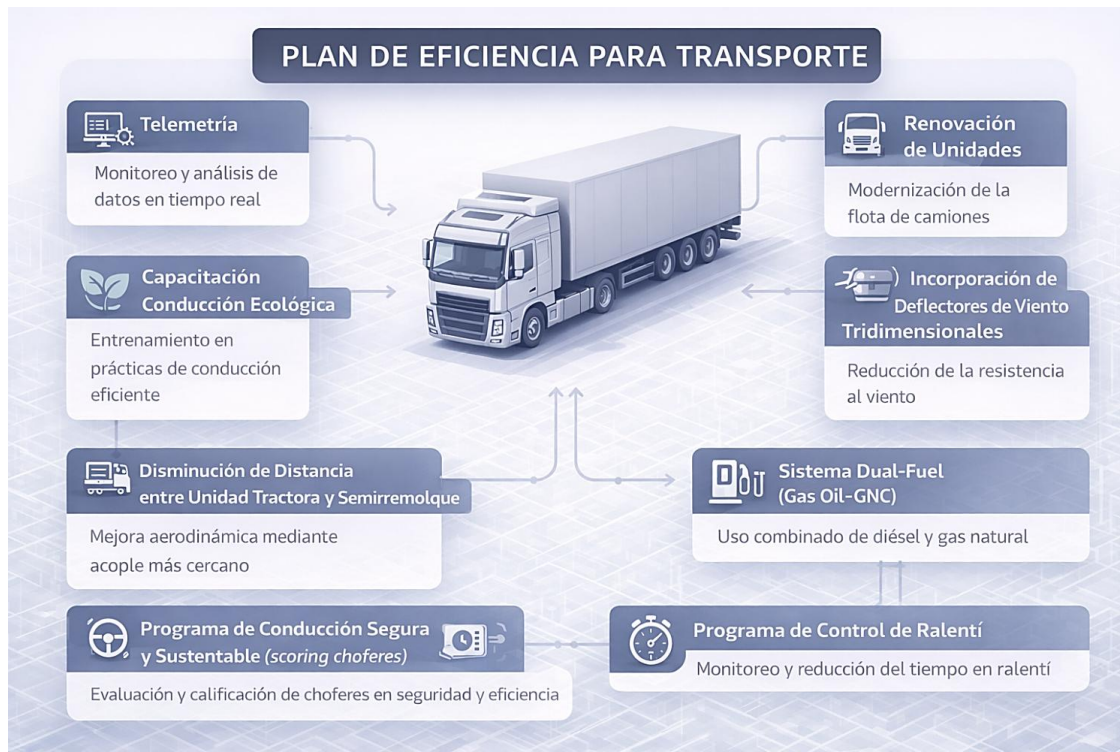 PLAN DE EFICIENCIA PARA TRANSPORTE
Telemetría
Monitoreo y análisis de
datos en tiempo real
Renovación
de Unidades
Modernización de la
flota de camiones
Capacitación
Conducción Ecológica
Entrenamiento en
prácticas de conducción
eficiente
Incorporación de
Deflectores de Viento
Tridimensionales
Reducción de la resistencia
al viento
Disminución de Distancia
entre Unidad Tractora y Semirremolque
Mejora aerodinámica mediante
acople más cercano
Sistema Dual-Fuel
(Gas Oil-GNC)
Uso combinado de diésel y gas natural
Programa de Conducción Segura
y Sustentable (scoring choferes)
Evaluación y calificación de choferes en seguridad y eficiencia
Programa de Control de Ralentí
Monitoreo y reducción del tiempo en ralentí